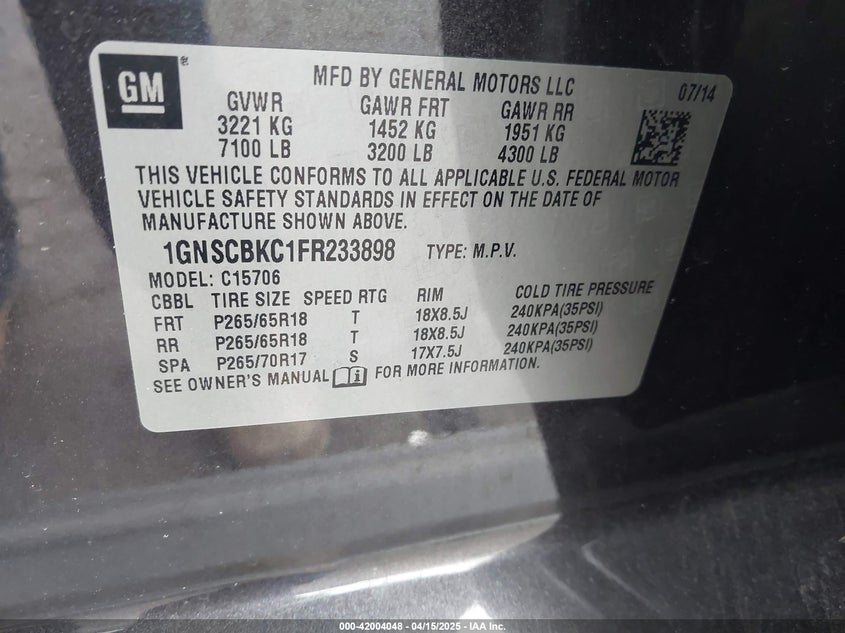 GM
MFD BY GENERAL MOTORS LLC
07/14
GVWR GAWR FRT GAWR RR
3221 KG 1452 KG 1951 KG
7100 LB 3200 LB 4300 LB
THIS VEHICLE CONFORMS TO ALL APPLICABLE U.S. FEDERAL MOTOR
VEHICLE SAFETY STANDARDS IN EFFECT ON THE DATE OF
MANUFACTURE SHOWN ABOVE.
1GNSCBKC1FR233898 TYPE: M.P.V.
MODEL: C15706
CBBL TIRE SIZE SPEED RTG RIM COLD TIRE PRESSURE
FRT P265/65R18 T 18X8.5J 240KPA(35PSI)
RR P265/65R18 T 18X8.5J 240KPA(35PSI)
SPA P265/70R17 S 17X7.5J 240KPA(35PSI)
SEE OWNER'S MANUAL FOR MORE INFORMATION.
000-42004048 - 04/15/2025 - IAA Inc.